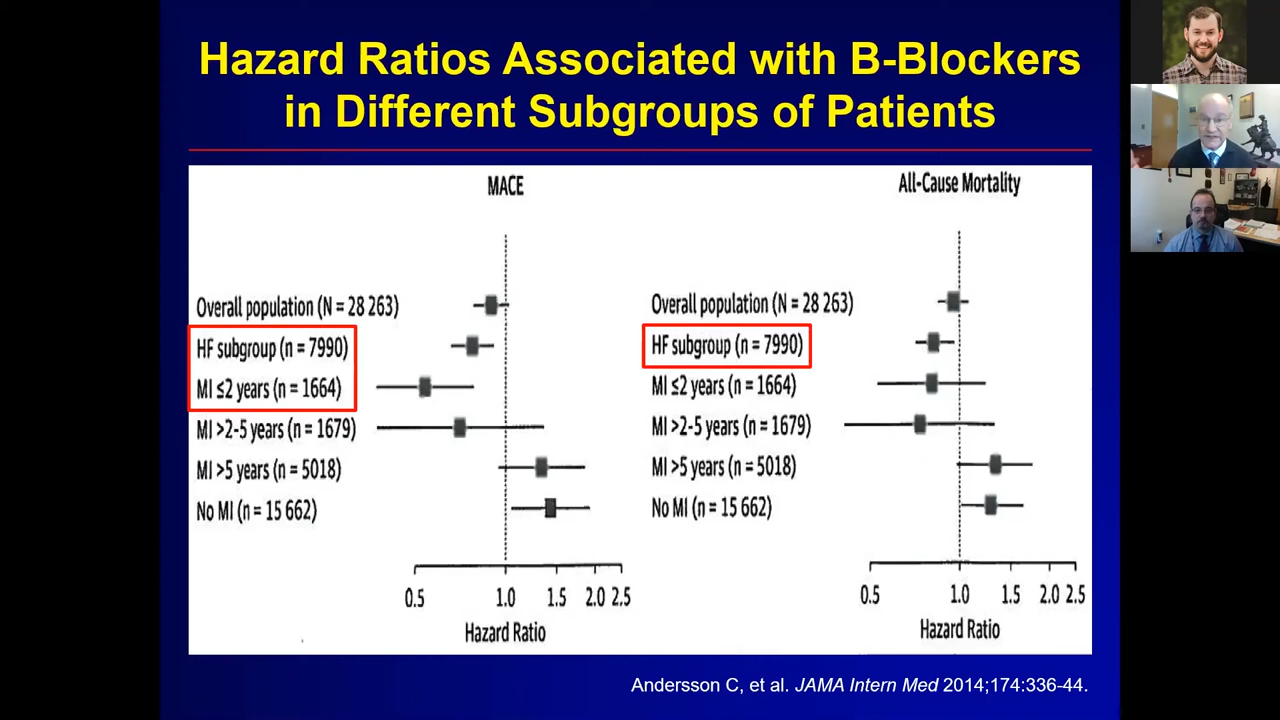 Hazard Ratios Associated with B-Blockers
in Different Subgroups of Patients
MACE
Overall population (N = 28 263)
HF subgroup (n = 7990)
MI ≤2 years (n = 1664)
MI >2-5 years (n = 1679)
MI >5 years (n = 5018)
No MI (n = 15 662)
0.5 1.0 1.5 2.0 2.5
Hazard Ratio
All-Cause Mortality
Overall population (N = 28 263)
HF subgroup (n = 7990)
MI ≤2 years (n = 1664)
MI >2-5 years (n = 1679)
MI >5 years (n = 5018)
No MI (n = 15 662)
0.5 1.0 1.5 2.0 2.5
Hazard Ratio
Andersson C, et al. JAMA Intern Med 2014;174:336-44.